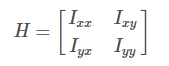 H = [ I_xx I_xy
I_yx I_yy ]